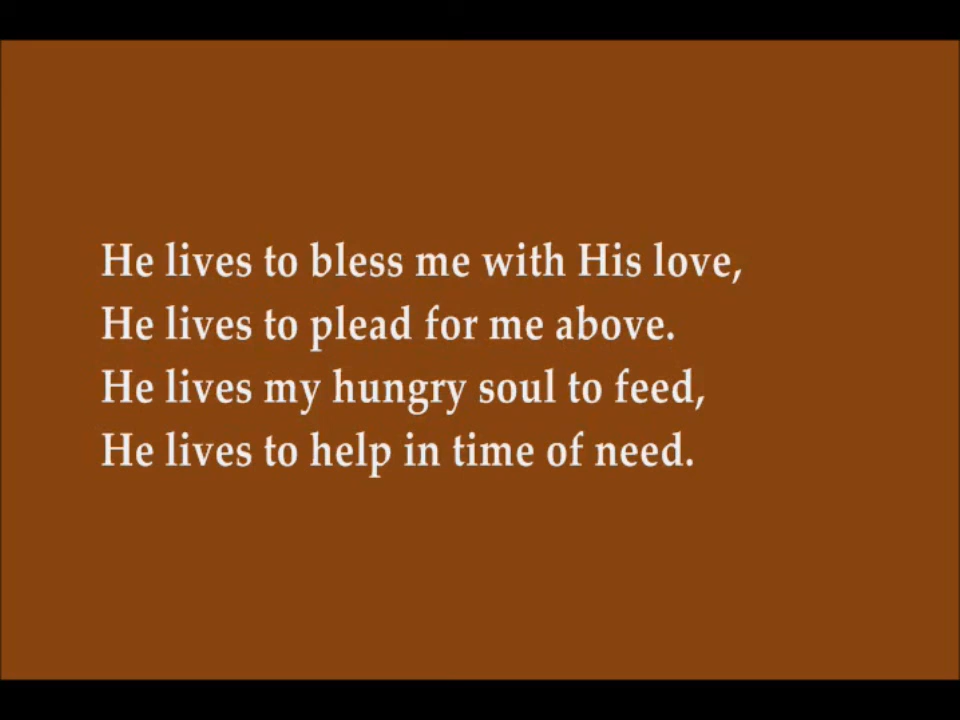 He lives to bless me with His love,
He lives to plead for me above.
He lives my hungry soul to feed,
He lives to help in time of need.